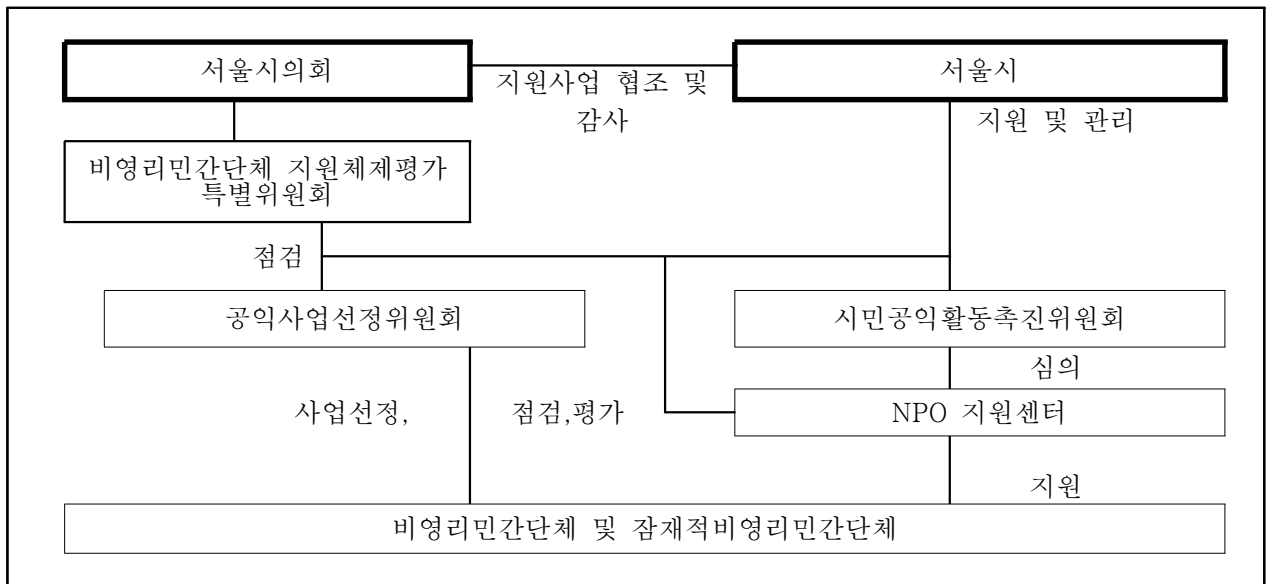 서울시의회
서울시
지원사업 협조 및
감사
지원 및 관리
비영리민간단체 지원체제평가
특별위원회
점검
공익사업선정위원회
시민공익활동촉진위원회
심의
사업선정,
점검,평가
NPO 지원센터
지원
비영리민간단체 및 잠재적비영리민간단체